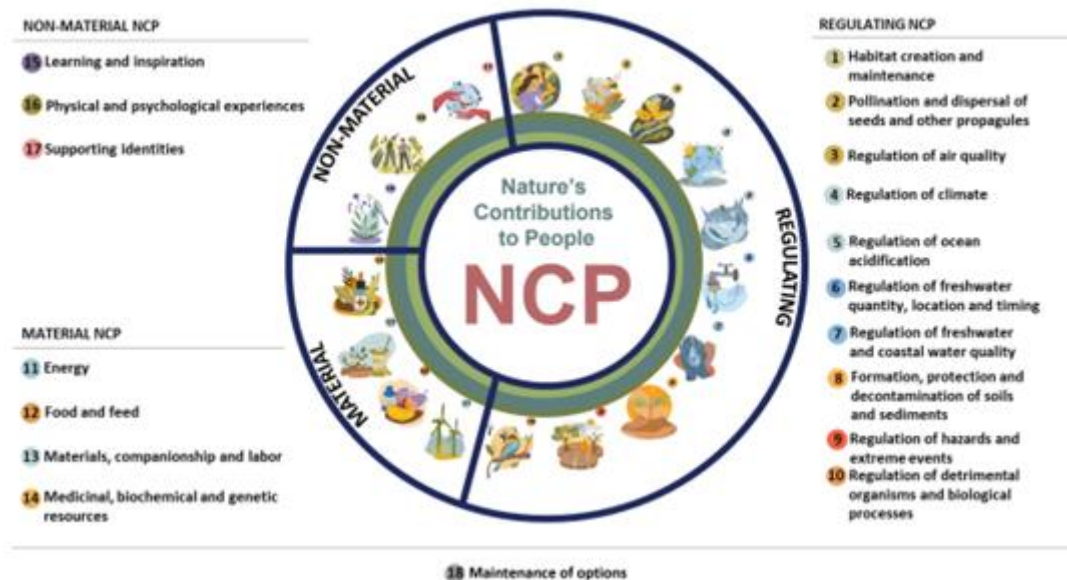 NON-MATERIAL NCP
15 Learning and inspiration
16 Physical and psychological experiences
17 Supporting identities
MATERIAL NCP
11 Energy
12 Food and feed
13 Materials, companionship and labor
14 Medicinal, biochemical and genetic
resources
NON-MATERIAL
MATERIAL
REGULATING
Nature's
Contributions
to People
NCP
REGULATING NCP
1 Habitat creation and
maintenance
2 Pollination and dispersal of
seeds and other propagules
3 Regulation of air quality
4 Regulation of climate
5 Regulation of ocean
acidification
6 Regulation of freshwater
quantity, location and timing
7 Regulation of freshwater
and coastal water quality
8 Formation, protection and
decontamination of soils
and sediments
9 Regulation of hazards and
extreme events
10 Regulation of detrimental
organisms and biological
processes
18 Maintenance of options